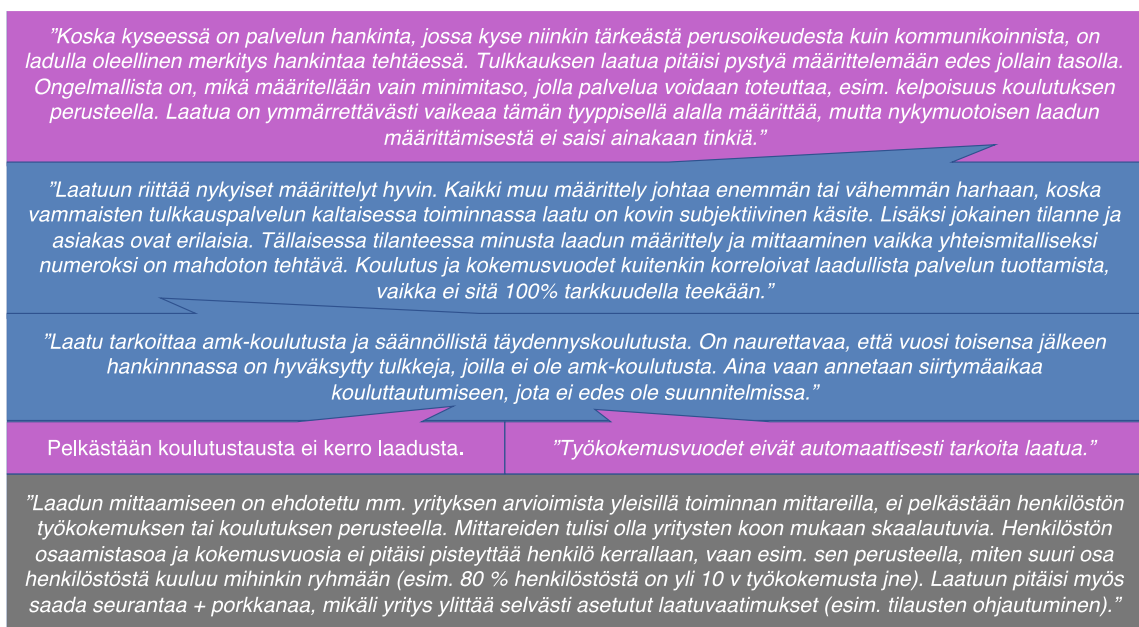 ”Koska kyseessä on palvelun hankinta, jossa kyse niinkin tärkeästä perusoikeudesta kuin kommunikoinnista, on
ladulla oleellinen merkitys hankintaa tehtäessä. Tulkkauksen laatua pitäisi pystyä määrittelemään edes jollain tasolla.
Ongelmallista on, mikä määritellään vain minimitaso, jolla palvelua voidaan toteuttaa, esim. kelpoisuus koulutuksen
perusteella. Laatua on ymmärrettävästi vaikeaa tämän tyyppisellä alalla määrittää, mutta nykymuotoisen laadun
määrittämisestä ei saisi ainakaan tinkiä.”
”Laatuun riittää nykyiset määrittelyt hyvin. Kaikki muu määrittely johtaa enemmän tai vähemmän harhaan, koska
vammaisten tulkkauspalvelun kaltaisessa toiminnassa laatu on kovin subjektiivinen käsite. Lisäksi jokainen tilanne ja
asiakas ovat erilaisia. Tällaisessa tilanteessa minusta laadun määrittely ja mittaaminen vaikka yhteismitalliseksi
numeroksi on mahdoton tehtävä. Koulutus ja kokemusvuodet kuitenkin korreloivat laadullista palvelun tuottamista,
vaikka ei sitä 100% tarkkuudella teekään.”
”Laatu tarkoittaa amk-koulutusta ja säännöllistä täydennyskoulutusta. On naurettavaa, että vuosi toisensa jälkeen
hankinnnassa on hyväksytty tulkkeja, joilla ei ole amk-koulutusta. Aina vaan annetaan siirtymäaikaa
kouluttautumiseen, jota ei edes ole suunnitelmissa.”
Pelkästään koulutustausta ei kerro laadusta.
”Työkokemusvuodet eivät automaattisesti tarkoita laatua.”
”Laadun mittaamiseen on ehdotettu mm. yrityksen arvioimista yleisillä toiminnan mittareilla, ei pelkästään henkilöstön
työkokemuksen tai koulutuksen perusteella. Mittareiden tulisi olla yritysten koon mukaan skaalautuvia. Henkilöstön
osaamistasoa ja kokemusvuosia ei pitäisi pisteyttää henkilö kerrallaan, vaan esim. sen perusteella, miten suuri osa
henkilöstöstä kuuluu mihinkin ryhmään (esim. 80 % henkilöstöstä on yli 10 v työkokemusta jne). Laatuun pitäisi myös
saada seurantaa + porkkanaa, mikäli yritys ylittää selvästi asetutut laatuvaatimukset (esim. tilausten ohjautuminen).”